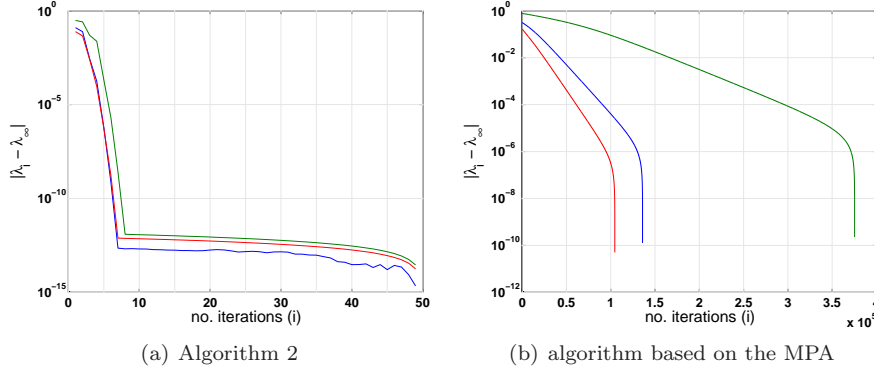 10^0
10^-5
10^-10
10^-15
|λ_i − λ_∞|
0 10 20 30 40 50
no. iterations (i)
(a) Algorithm 2
10^0
10^-2
10^-4
10^-6
10^-8
10^-10
10^-12
|λ_i − λ_∞|
0 0.5 1 1.5 2 2.5 3 3.5 4
x 10^5
no. iterations (i)
(b) algorithm based on the MPA